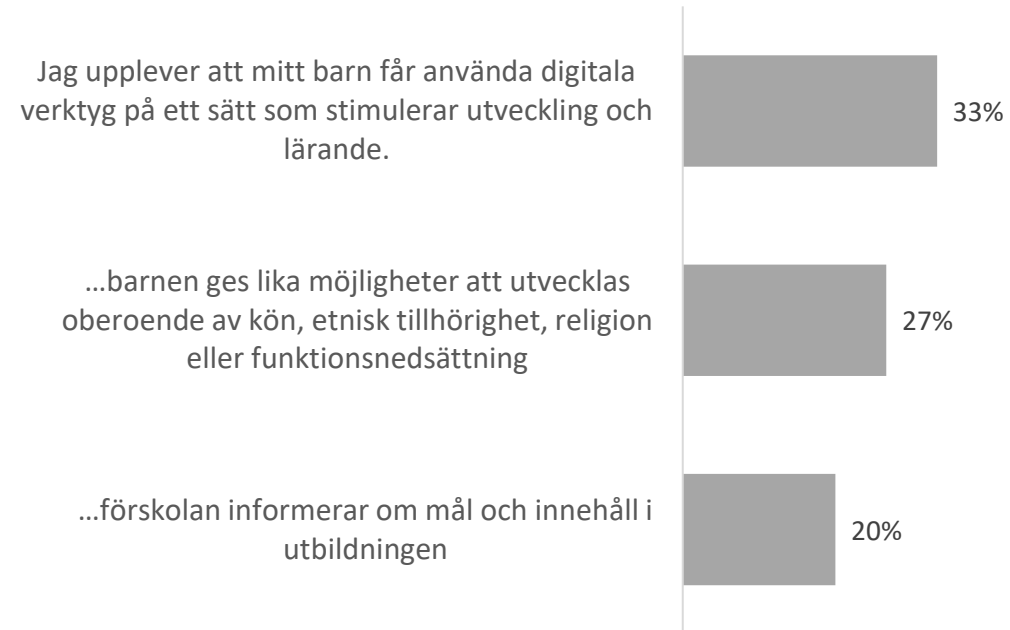 Jag upplever att mitt barn får använda digitala
verktyg på ett sätt som stimulerar utveckling och
lärande.
33%
...barnen ges lika möjligheter att utvecklas
oberoende av kön, etnisk tillhörighet, religion
eller funktionsnedsättning
27%
...förskolan informerar om mål och innehåll i
utbildningen
20%